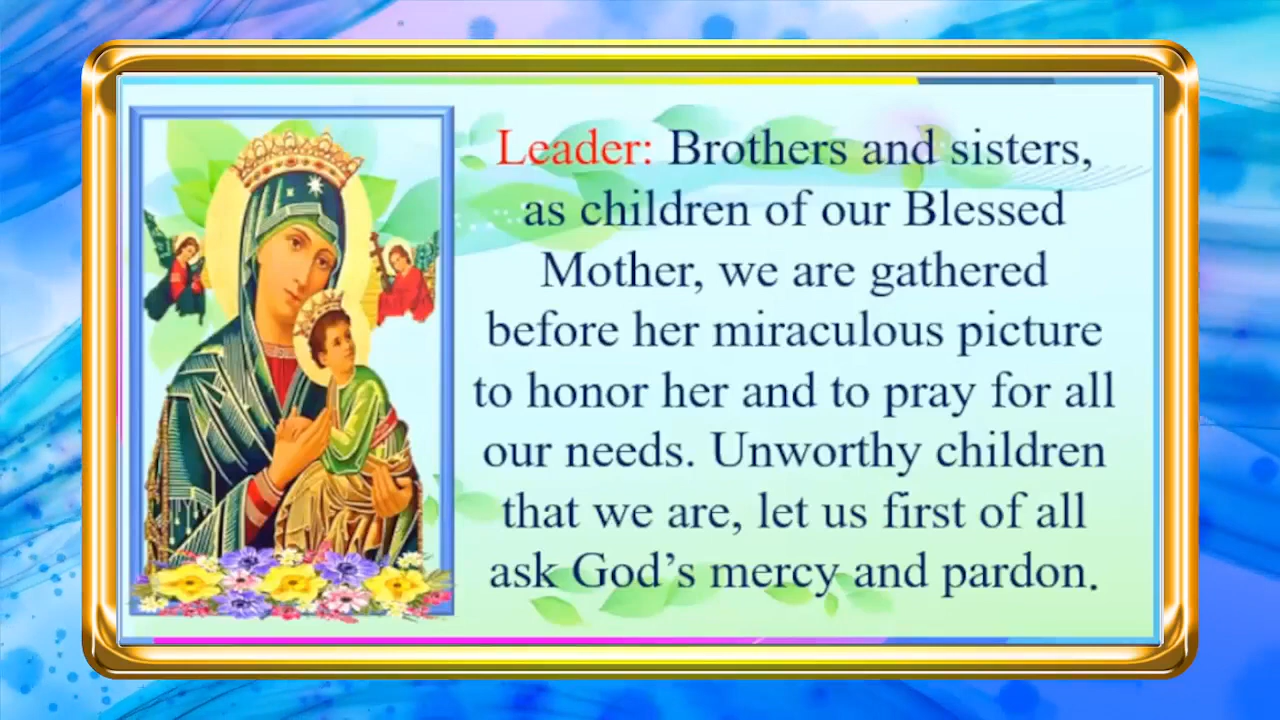 Leader: Brothers and sisters,
as children of our Blessed
Mother, we are gathered
before her miraculous picture
to honor her and to pray for all
our needs. Unworthy children
that we are, let us first of all
ask God’s mercy and pardon.